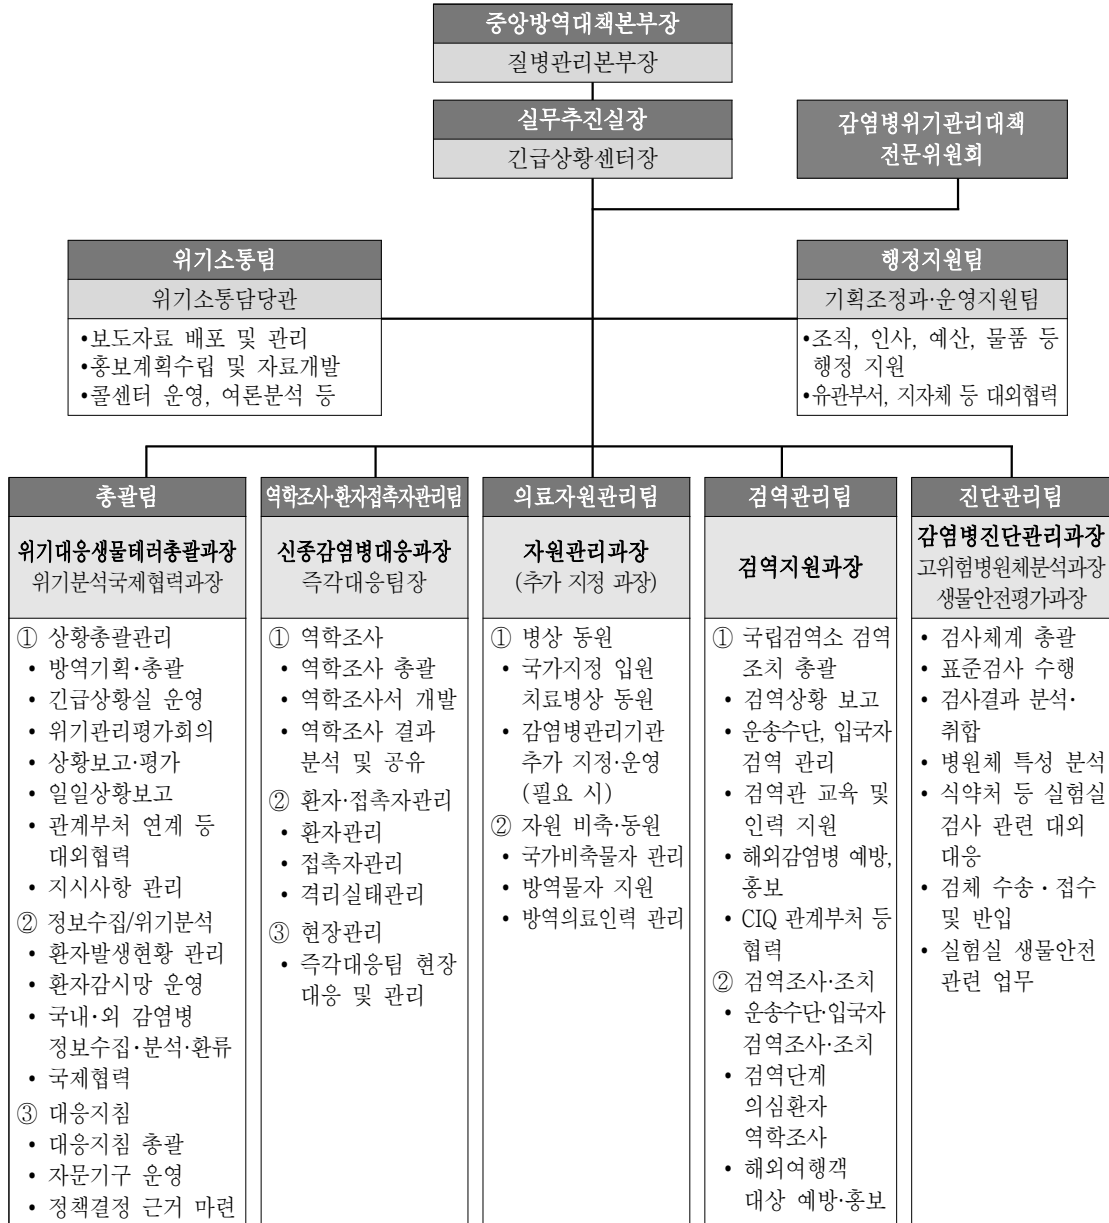 중앙방역대책본부장
질병관리본부장
실무추진실장
긴급상황센터장
감염병위기관리대책
전문위원회
위기소통팀
위기소통담당관
•보도자료 배포 및 관리
•홍보계획수립 및 자료개발
•콜센터 운영, 여론분석 등
행정지원팀
기획조정과·운영지원팀
•조직, 인사, 예산, 물품 등
행정 지원
•유관부서, 지자체 등 대외협력
총괄팀
위기대응생물테러총괄과장
위기분석국제협력과장
① 상황총괄관리
• 방역기획·총괄
• 긴급상황실 운영
• 위기관리평가회의
• 상황보고·평가
• 일일상황보고
• 관계부처 연계 등
대외협력
• 지시사항 관리
② 정보수집/위기분석
• 환자발생현황 관리
• 환자감시망 운영
• 국내·외 감염병
정보수집·분석·환류
• 국제협력
③ 대응지침
• 대응지침 총괄
• 자문기구 운영
• 정책결정 근거 마련
역학조사·환자접촉자관리팀
신종감염병대응과장
즉각대응팀장
① 역학조사
• 역학조사 총괄
• 역학조사서 개발
• 역학조사 결과
분석 및 공유
② 환자·접촉자관리
• 환자관리
• 접촉자관리
• 격리실태관리
③ 현장관리
• 즉각대응팀 현장
대응 및 관리
의료자원관리팀
자원관리과장
(추가 지정 과장)
① 병상 동원
• 국가지정 입원
치료병상 동원
• 감염병관리기관
추가 지정·운영
(필요 시)
② 자원 비축·동원
• 국가비축물자 관리
• 방역물자 지원
• 방역의료인력 관리
검역관리팀
검역지원과장
① 국립검역소 검역
조치 총괄
• 검역상황 보고
• 운송수단, 입국자
검역 관리
• 검역관 교육 및
인력 지원
• 해외감염병 예방,
홍보
• CIQ 관계부처 등
협력
② 검역조사·조치
• 운송수단·입국자
검역조사·조치
• 검역단계
의심환자
역학조사
• 해외여행객
대상 예방·홍보
진단관리팀
감염병진단관리과장
고위험병원체분석과장
생물안전평가과장
• 검사체계 총괄
• 표준검사 수행
• 검사결과 분석·
취합
• 병원체 특성 분석
• 식약처 등 실험실
검사 관련 대외
대응
• 검체 수송·접수
및 반입
• 실험실 생물안전
관련 업무